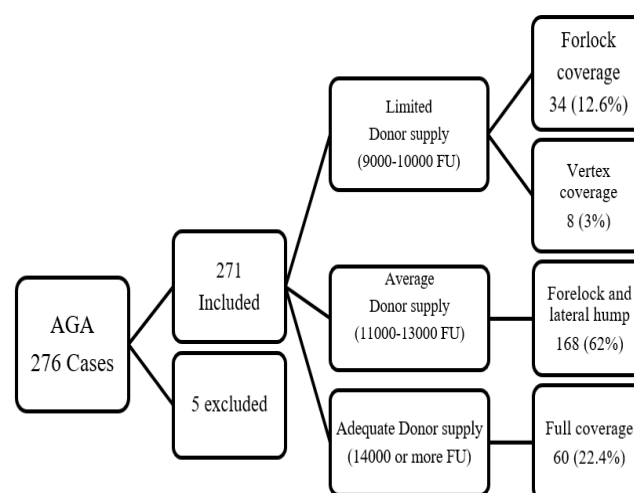 AGA
276 Cases
271
Included
5 excluded
Limited
Donor supply
(9000-10000 FU)
Average
Donor supply
(11000-13000 FU)
Adequate Donor supply
(14000 or more FU)
Forlock
coverage
34 (12.6%)
Vertex
coverage
8 (3%)
Forelock and
lateral hump
168 (62%)
Full coverage
60 (22.4%)